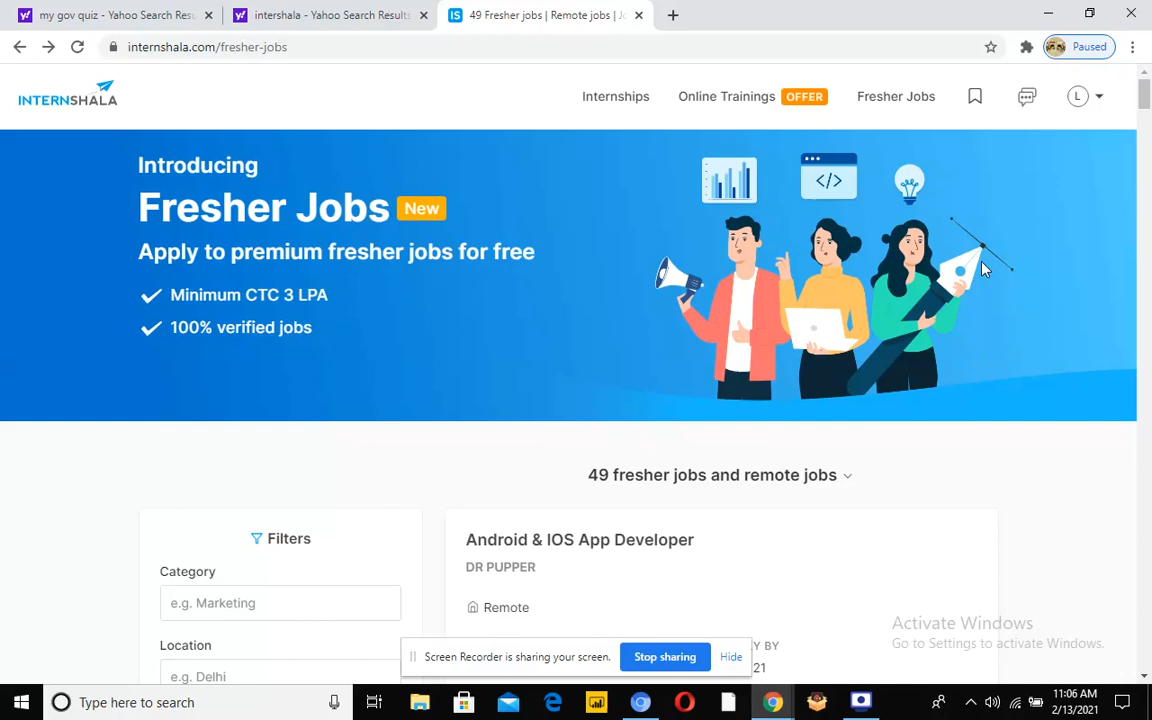 my gov quiz - Yahoo Search Resu
intershala - Yahoo Search Results
49 Fresher jobs | Remote jobs | Jo
internshala.com/fresher-jobs
Paused
INTERNSHALA
Internships
Online Trainings OFFER
Fresher Jobs
L
Introducing
Fresher Jobs New
Apply to premium fresher jobs for free
Minimum CTC 3 LPA
100% verified jobs
49 fresher jobs and remote jobs
Filters
Category
e.g. Marketing
Location
e.g. Delhi
Android & IOS App Developer
DR PUPPER
Remote
Y BY
21
Activate Windows
Go to Settings to activate Windows.
Screen Recorder is sharing your screen.
Stop sharing
Hide
Type here to search
11:06 AM
2/13/2021